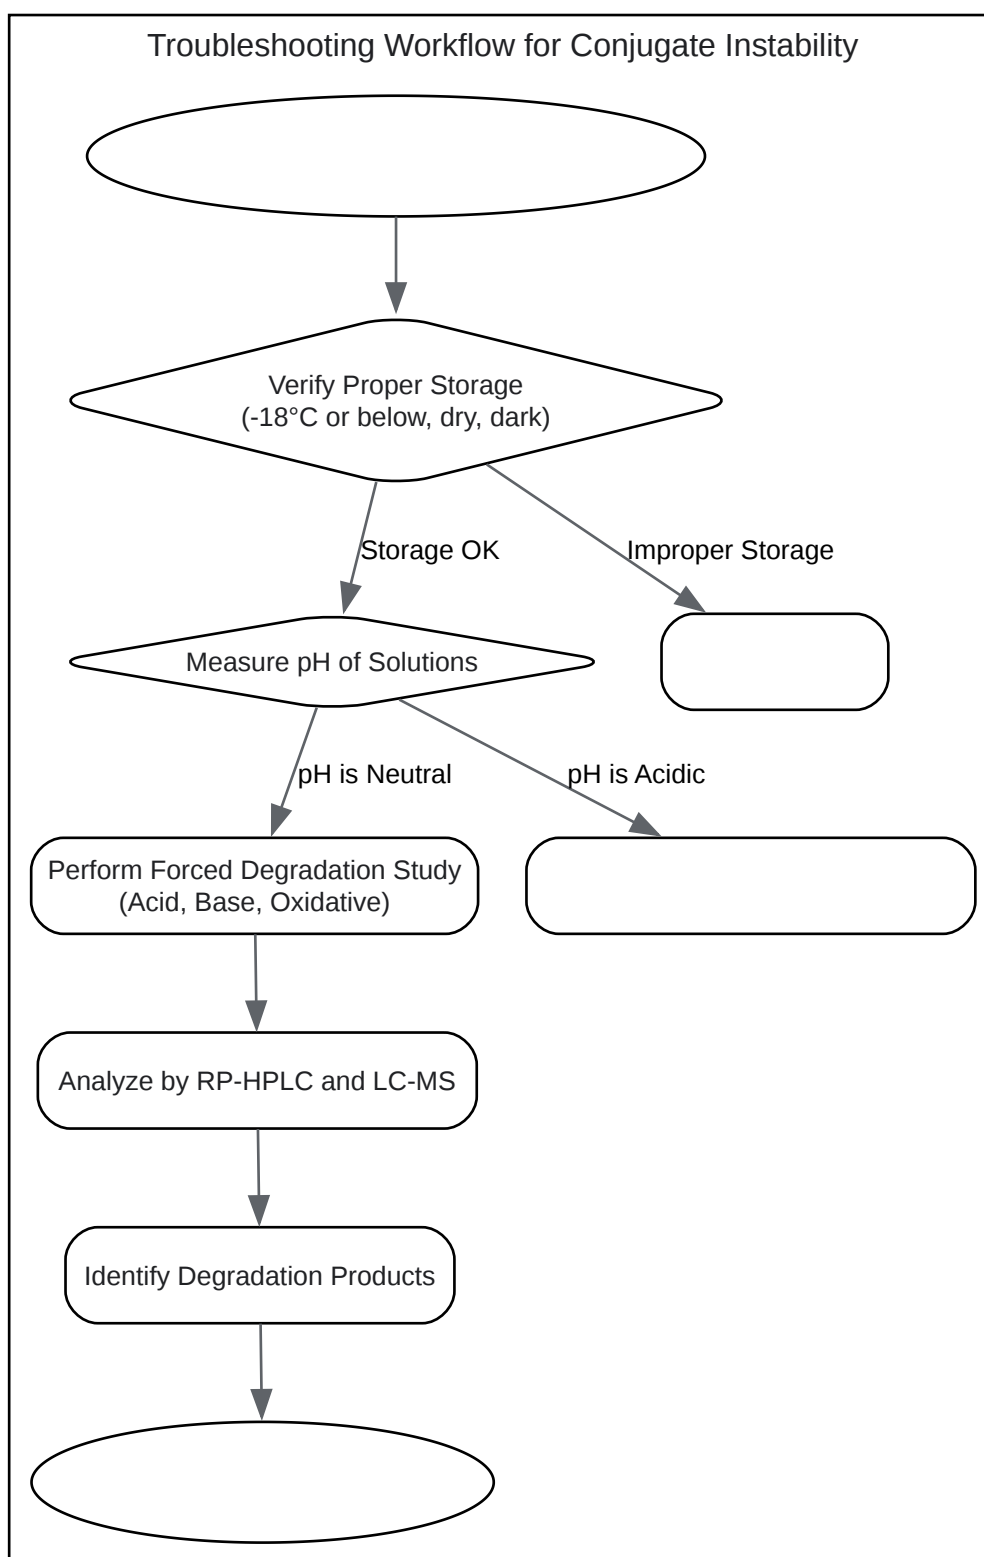 Troubleshooting Workflow for Conjugate Instability
Verify Proper Storage
(-18°C or below, dry, dark)
Storage OK
Improper Storage
Measure pH of Solutions
pH is Neutral
pH is Acidic
Perform Forced Degradation Study
(Acid, Base, Oxidative)
Analyze by RP-HPLC and LC-MS
Identify Degradation Products